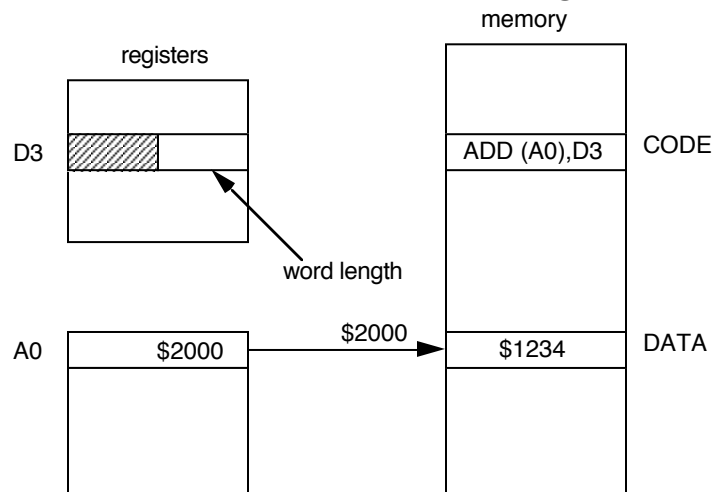 memory
registers
D3
ADD (A0),D3
CODE
word length
A0
$2000
$2000
$1234
DATA